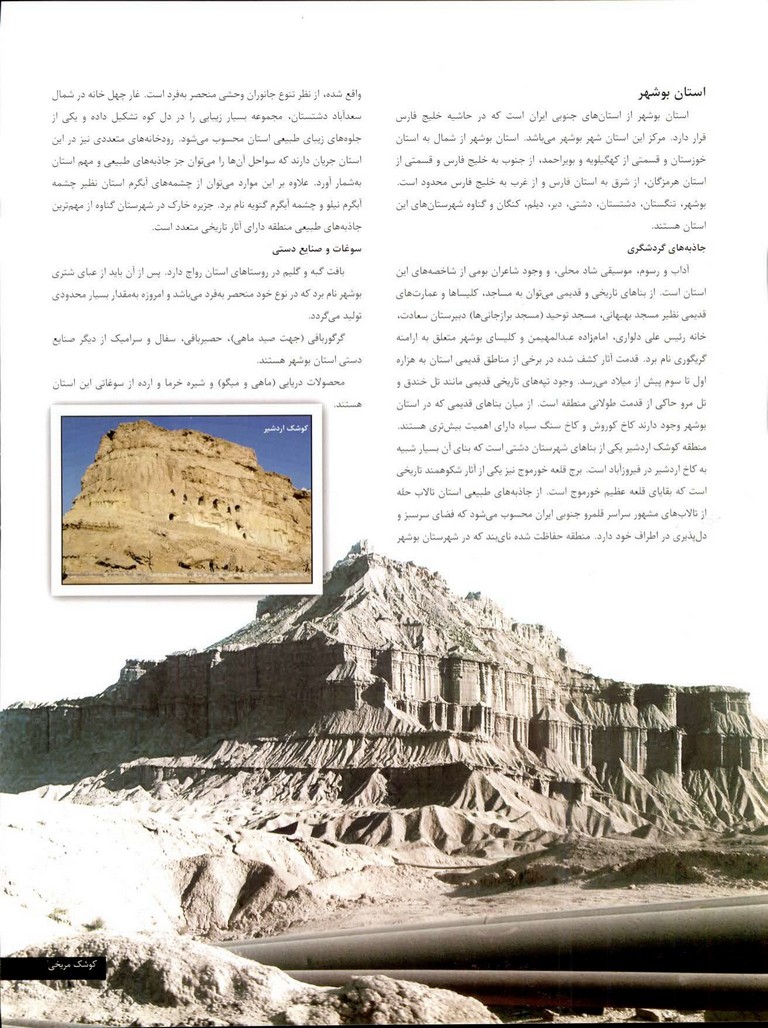 استان بوشهر
استان بوشهر از استان‌های جنوبی ایران است که در حاشیه خلیج فارس
قرار دارد. مرکز این استان شهر بوشهر می‌باشد. استان بوشهر از شمال به استان
خوزستان و قسمتی از کهگیلویه و بویراحمد، از جنوب به خلیج فارس و قسمتی از
استان هرمزگان، از شرق به استان فارس و از غرب به خلیج فارس محدود است.
بوشهر، تنگستان، دشتستان، دشتی، دیر، دیلم، کنگان و گناوه شهرستان‌های این
استان هستند.
جاذبه‌های گردشگری
آداب و رسوم، موسیقی شاد محلی، و وجود شاعران بومی از شاخصه‌های این
استان است. از بناهای تاریخی و قدیمی می‌توان به مساجد، کلیساها و عمارت‌های
قدیمی نظیر مسجد بهبهانی، مسجد توحید (مسجد برازجانی‌ها) دبیرستان سعادت،
خانه رئیس علی دلواری، امام‌زاده عبدالمهیمن و کلیسای بوشهر متعلق به ارامنه
گریگوری نام برد. قدمت آثار کشف شده در برخی از مناطق قدیمی استان به هزاره
اول تا سوم پیش از میلاد می‌رسد. وجود تپه‌های تاریخی قدیمی مانند تل خندق و
تل مرو حاکی از قدمت طولانی منطقه است. از میان بناهای قدیمی که در استان
بوشهر وجود دارند کاخ کوروش و کاخ سنگ سیاه دارای اهمیت بیش‌تری هستند.
منطقه کوشک اردشیر یکی از بناهای شهرستان دشتی است که بنای آن بسیار شبیه
به کاخ اردشیر در فیروزآباد است. برج قلعه خورموج نیز یکی از آثار شکوهمند تاریخی
است که بقایای قلعه عظیم خورموج است. از جاذبه‌های طبیعی استان تالاب حله
از تالاب‌های مشهور سراسر قلمرو جنوبی ایران محسوب می‌شود که فضای سرسبز و
دل‌پذیری در اطراف خود دارد. منطقه حفاظت شده نای‌بند که در شهرستان بوشهر
واقع شده، از نظر تنوع جانوران وحشی منحصر به‌فرد است. غار چهل خانه در شمال
سعدآباد دشتستان، مجموعه بسیار زیبایی را در دل کوه تشکیل داده و یکی از
جلوه‌های زیبای طبیعی استان محسوب می‌شود. رودخانه‌های متعددی نیز در این
استان جریان دارند که سواحل آن‌ها را می‌توان جز جاذبه‌های طبیعی و مهم استان
به‌شمار آورد. علاوه بر این موارد می‌توان از چشمه‌های آبگرم استان نظیر چشمه
آبگرم نیلو و چشمه آبگرم گنویه نام برد. جزیره خارک در شهرستان گناوه از مهم‌ترین
جاذبه‌های طبیعی منطقه دارای آثار تاریخی متعدد است.
سوغات و صنایع دستی
بافت گبه و گلیم در روستاهای استان رواج دارد. پس از آن باید از عبای شتری
بوشهر نام برد که در نوع خود منحصر به‌فرد می‌باشد و امروزه به‌مقدار بسیار محدودی
تولید می‌گردد.
گرگوربافی (جهت صید ماهی)، حصیربافی، سفال و سرامیک از دیگر صنایع
دستی استان بوشهر هستند.
محصولات دریایی (ماهی و میگو) و شیره خرما و ارده از سوغاتی این استان
هستند.
کوشک اردشیر
کوشک مریخی